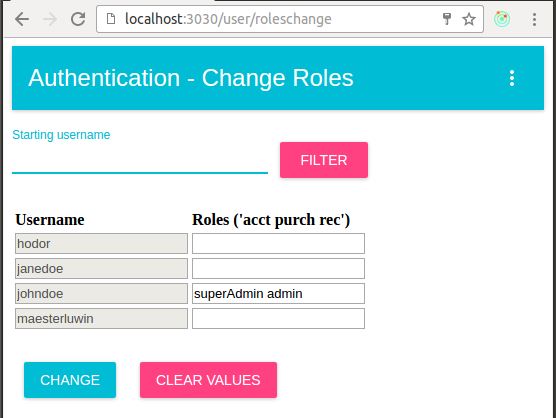 localhost:3030/user/roleschange
Authentication - Change Roles
Starting username
FILTER
Username Roles ('acct purch rec')
hodor
janedoe
johndoe superAdmin admin
maesterluwin
CHANGE CLEAR VALUES